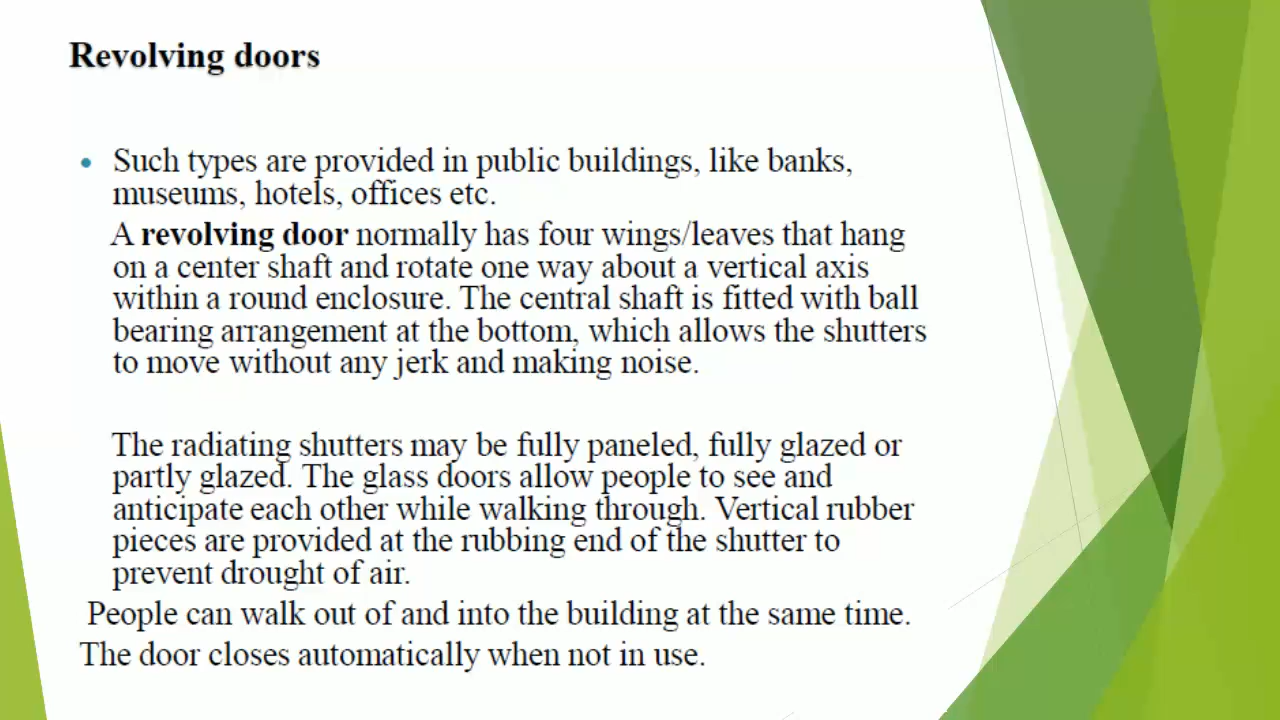 Revolving doors
• Such types are provided in public buildings, like banks,
museums, hotels, offices etc.
A revolving door normally has four wings/leaves that hang
on a center shaft and rotate one way about a vertical axis
within a round enclosure. The central shaft is fitted with ball
bearing arrangement at the bottom, which allows the shutters
to move without any jerk and making noise.
The radiating shutters may be fully paneled, fully glazed or
partly glazed. The glass doors allow people to see and
anticipate each other while walking through. Vertical rubber
pieces are provided at the rubbing end of the shutter to
prevent drought of air.
People can walk out of and into the building at the same time.
The door closes automatically when not in use.